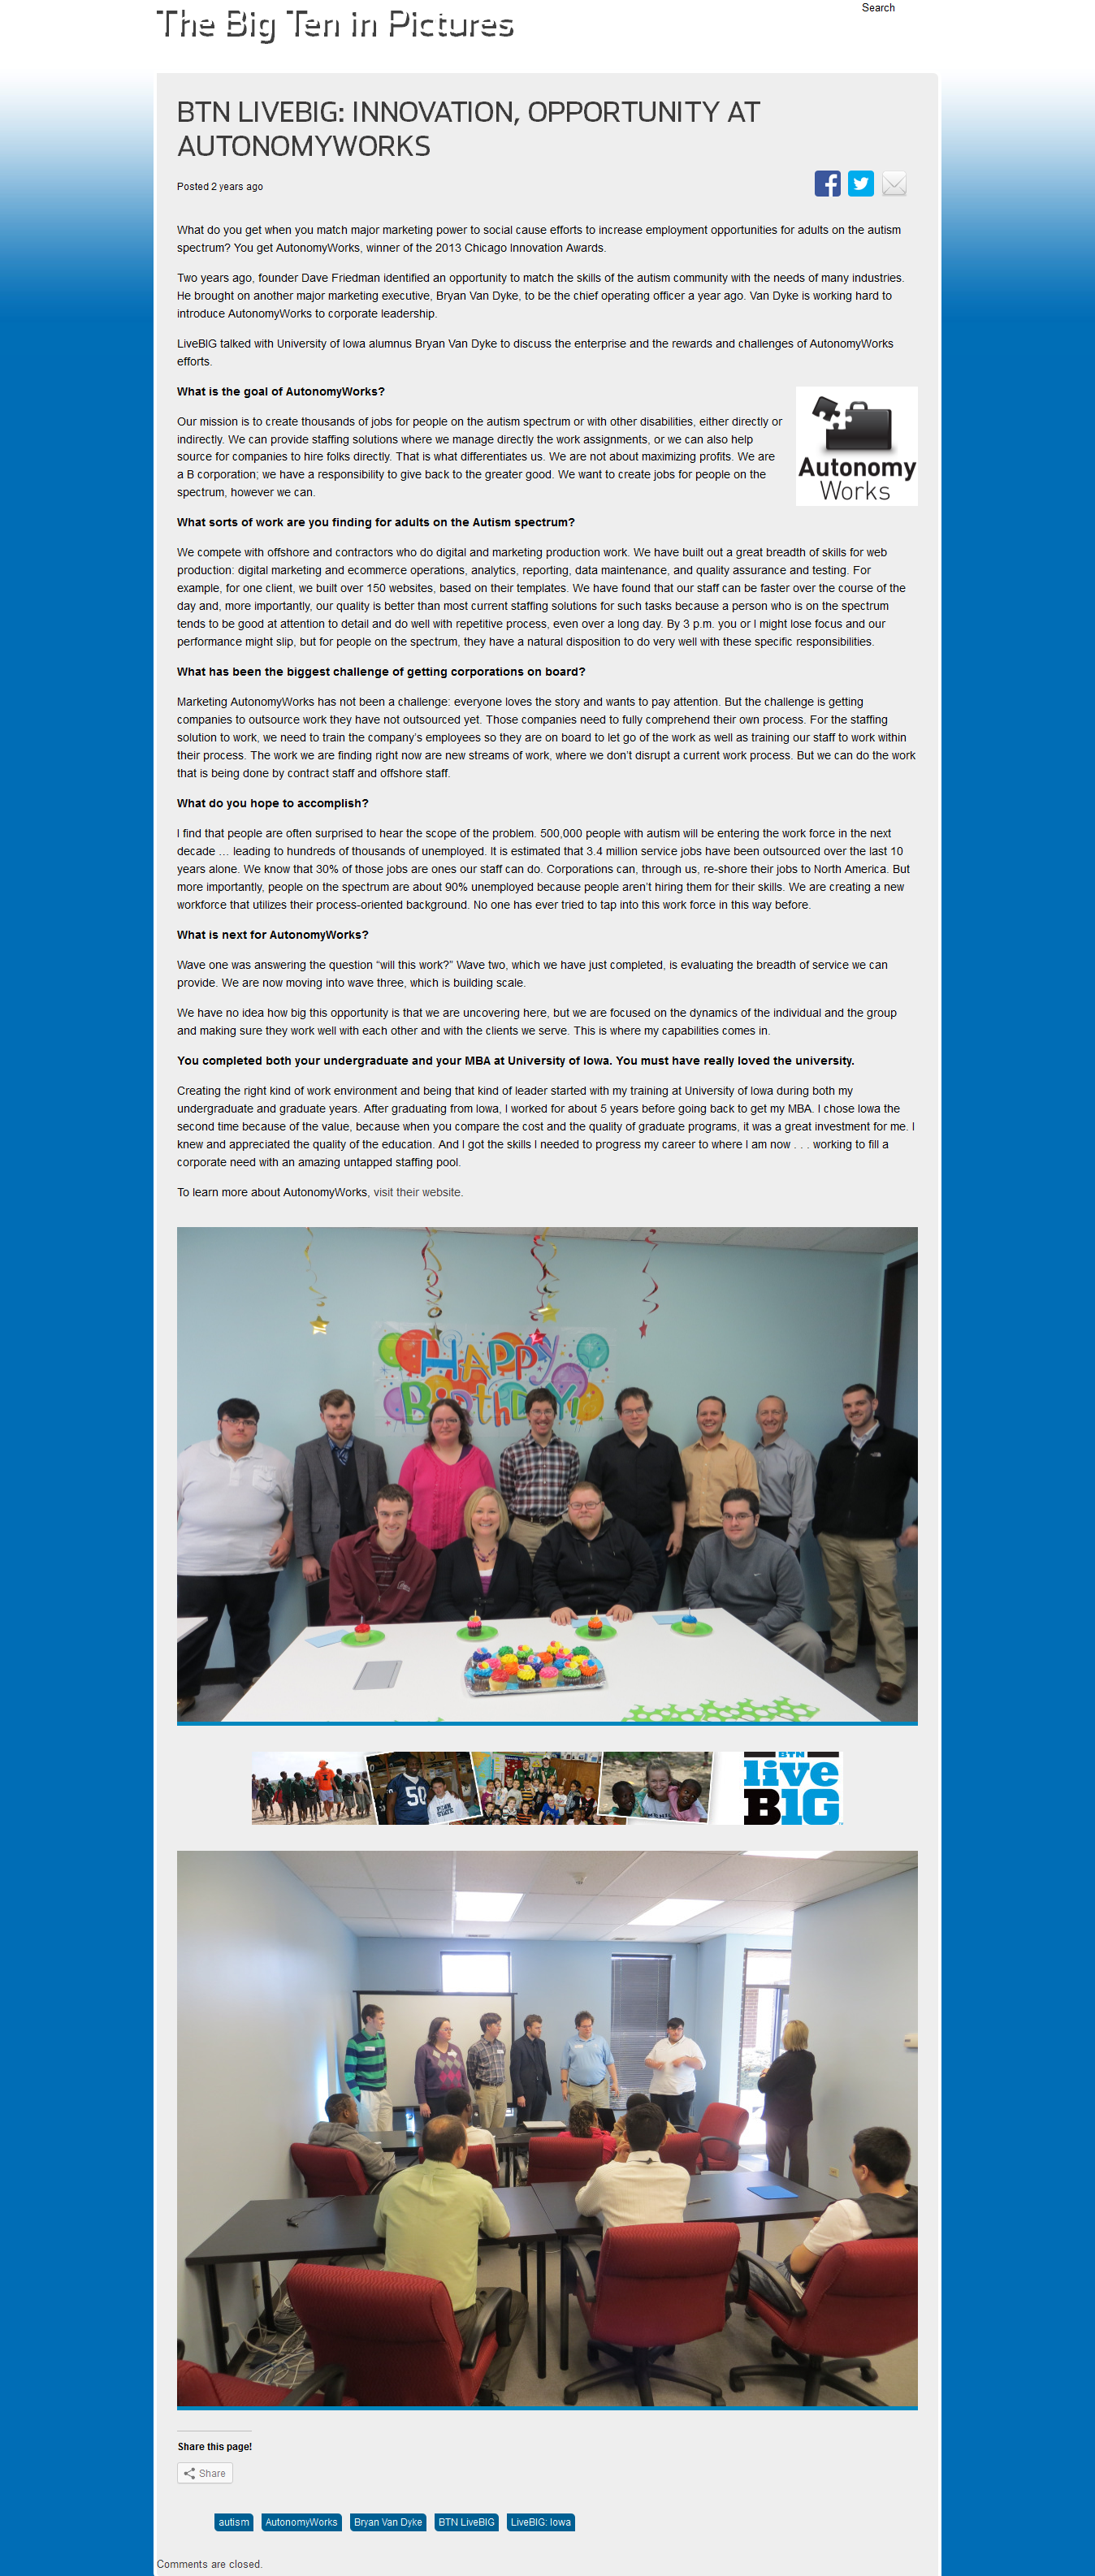 The Big Ten in Pictures
Search
BTN LIVEBIG: INNOVATION, OPPORTUNITY AT
AUTONOMYWORKS
Posted 2 years ago
What do you get when you match major marketing power to social cause efforts to increase employment opportunities for adults on the autism
spectrum? You get AutonomyWorks, winner of the 2013 Chicago Innovation Awards.
Two years ago, founder Dave Friedman identified an opportunity to match the skills of the autism community with the needs of many industries.
He brought on another major marketing executive, Bryan Van Dyke, to be the chief operating officer a year ago. Van Dyke is working hard to
introduce AutonomyWorks to corporate leadership.
LiveBIG talked with University of Iowa alumnus Bryan Van Dyke to discuss the enterprise and the rewards and challenges of AutonomyWorks
efforts.
What is the goal of AutonomyWorks?
Our mission is to create thousands of jobs for people on the autism spectrum or with other disabilities, either directly or
indirectly. We can provide staffing solutions where we manage directly the work assignments, or we can also help
source for companies to hire folks directly. That is what differentiates us. We are not about maximizing profits. We are
a B corporation; we have a responsibility to give back to the greater good. We want to create jobs for people on the
spectrum, however we can.
Autonomy
Works
What sorts of work are you finding for adults on the Autism spectrum?
We compete with offshore and contractors who do digital and marketing production work. We have built out a great breadth of skills for web
production: digital marketing and ecommerce operations, analytics, reporting, data maintenance, and quality assurance and testing. For
example, for one client, we built over 150 websites, based on their templates. We have found that our staff can be faster over the course of the
day and, more importantly, our quality is better than most current staffing solutions for such tasks because a person who is on the spectrum
tends to be good at attention to detail and do well with repetitive process, even over a long day. By 3 p.m. you or I might lose focus and our
performance might slip, but for people on the spectrum, they have a natural disposition to do very well with these specific responsibilities.
What has been the biggest challenge of getting corporations on board?
Marketing AutonomyWorks has not been a challenge: everyone loves the story and wants to pay attention. But the challenge is getting
companies to outsource work they have not outsourced yet. Those companies need to fully comprehend their own process. For the staffing
solution to work, we need to train the company's employees so they are on board to let go of the work as well as training our staff to work within
their process. The work we are finding right now are new streams of work, where we don't disrupt a current work process. But we can do the work
that is being done by contract staff and offshore staff.
What do you hope to accomplish?
I find that people are often surprised to hear the scope of the problem. 500,000 people with autism will be entering the work force in the next
decade … leading to hundreds of thousands of unemployed. It is estimated that 3.4 million service jobs have been outsourced over the last 10
years alone. We know that 30% of those jobs are ones our staff can do. Corporations can, through us, re-shore their jobs to North America. But
more importantly, people on the spectrum are about 90% unemployed because people aren't hiring them for their skills. We are creating a new
workforce that utilizes their process-oriented background. No one has ever tried to tap into this work force in this way before.
What is next for AutonomyWorks?
Wave one was answering the question “will this work?” Wave two, which we have just completed, is evaluating the breadth of service we can
provide. We are now moving into wave three, which is building scale.
We have no idea how big this opportunity is that we are uncovering here, but we are focused on the dynamics of the individual and the group
and making sure they work well with each other and with the clients we serve. This is where my capabilities comes in.
You completed both your undergraduate and your MBA at University of Iowa. You must have really loved the university.
Creating the right kind of work environment and being that kind of leader started with my training at University of Iowa during both my
undergraduate and graduate years. After graduating from Iowa, I worked for about 5 years before going back to get my MBA. I chose Iowa the
second time because of the value, because when you compare the cost and the quality of graduate programs, it was a great investment for me. I
knew and appreciated the quality of the education. And I got the skills I needed to progress my career to where I am now . . . working to fill a
corporate need with an amazing untapped staffing pool.
To learn more about AutonomyWorks, visit their website.
HAPPY
BirthDAY!
50
PENN STATE
BTN
live
BIG
Share this page!
Share
autism AutonomyWorks Bryan Van Dyke BTN LiveBIG LiveBIG: Iowa
Comments are closed.